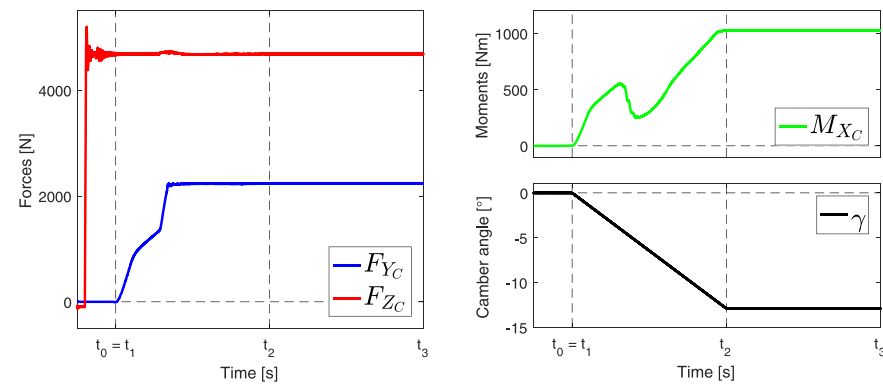 Forces [N]
4000
2000
0
F_{Y_C}
F_{Z_C}
t_0 = t_1
t_2
t_3
Time [s]
Moments [Nm]
1000
500
0
M_{X_C}
Camber angle [°]
0
-5
-10
-15
γ
t_0 = t_1
t_2
t_3
Time [s]